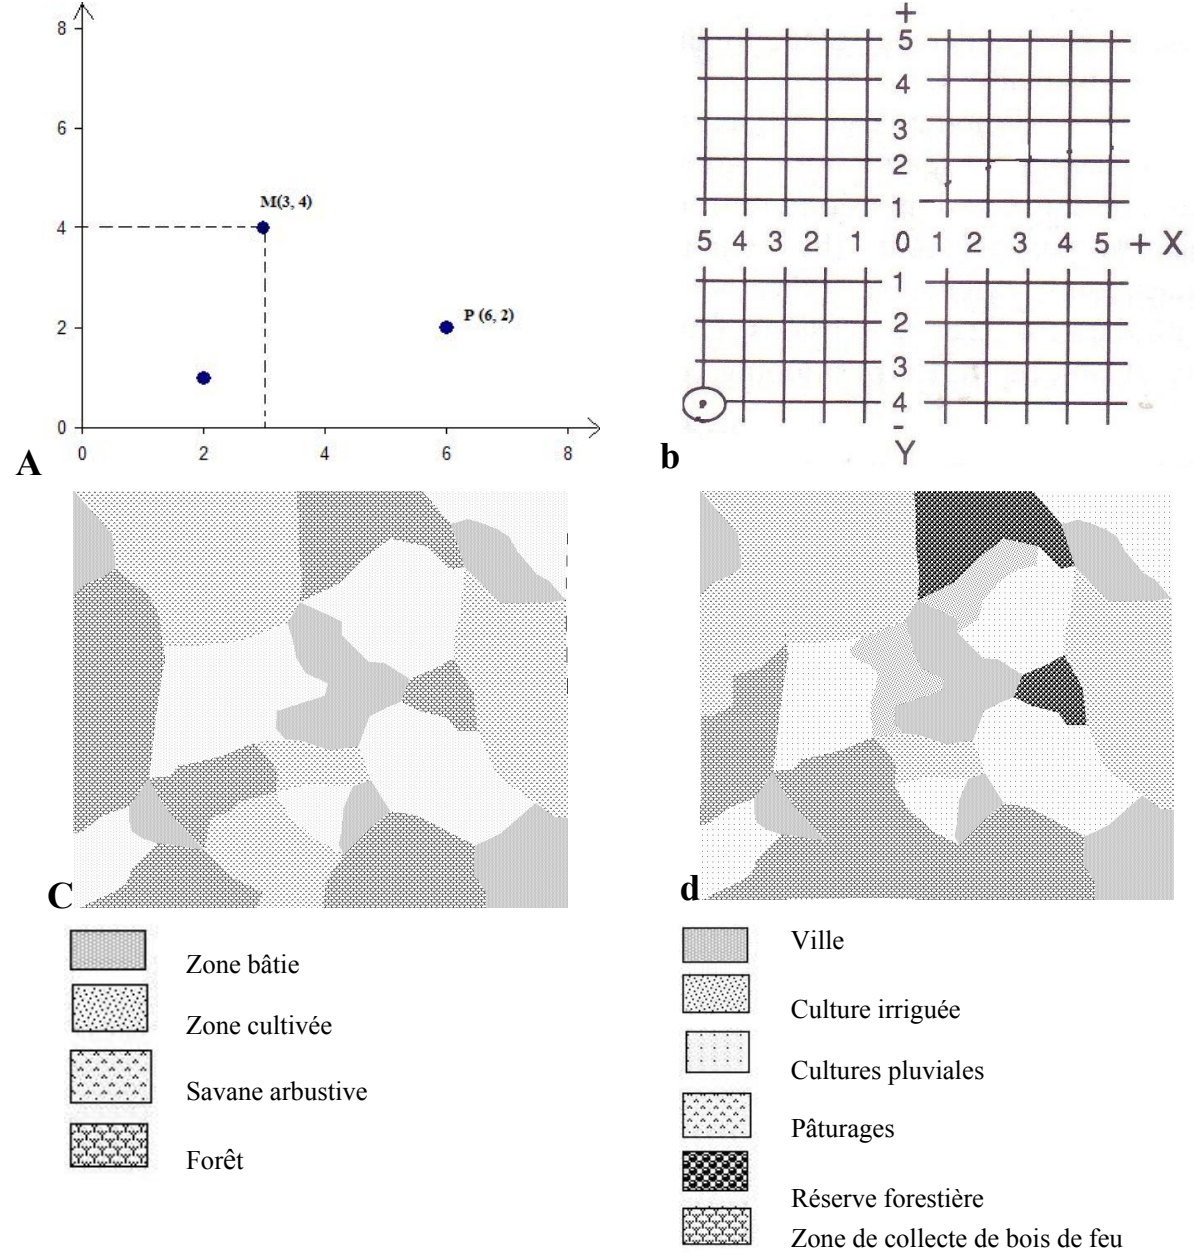 8
6
4
2
0
0 2 4 6 8
M(3, 4)
P (6, 2)
A
+
5
4
3
2
1
5 4 3 2 1 0 1 2 3 4 5 + X
1
2
3
4
-
Y
b
C
d
Zone bâtie
Zone cultivée
Savane arbustive
Forêt
Ville
Culture irriguée
Cultures pluviales
Pâturages
Réserve forestière
Zone de collecte de bois de feu